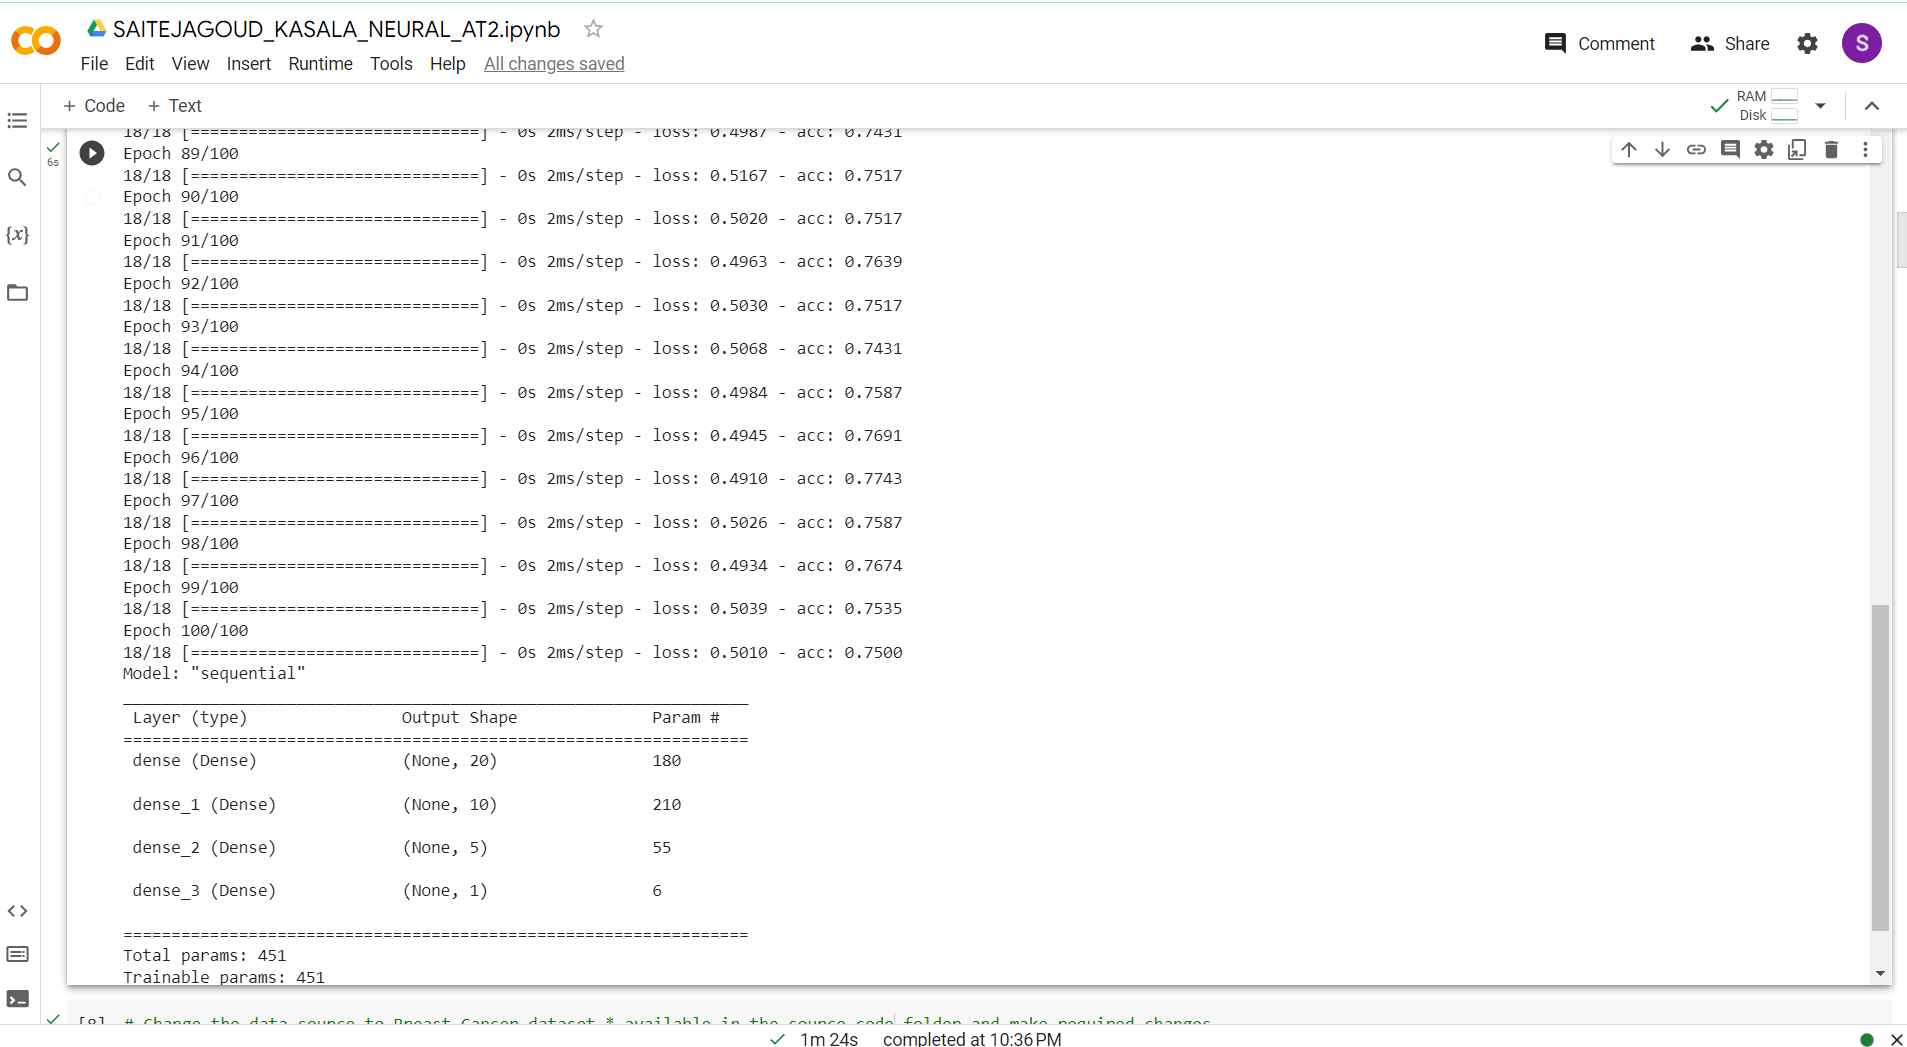 SAITEJAGOUD_KASALA_NEURAL_AT2.ipynb
File Edit View Insert Runtime Tools Help All changes saved
Comment Share S
+ Code + Text
RAM
Disk
6s
{x}
18/18 [==============================] - 0s 2ms/step - loss: 0.4987 - acc: 0.7431
Epoch 89/100
18/18 [==============================] - 0s 2ms/step - loss: 0.5167 - acc: 0.7517
Epoch 90/100
18/18 [==============================] - 0s 2ms/step - loss: 0.5020 - acc: 0.7517
Epoch 91/100
18/18 [==============================] - 0s 2ms/step - loss: 0.4963 - acc: 0.7639
Epoch 92/100
18/18 [==============================] - 0s 2ms/step - loss: 0.5030 - acc: 0.7517
Epoch 93/100
18/18 [==============================] - 0s 2ms/step - loss: 0.5068 - acc: 0.7431
Epoch 94/100
18/18 [==============================] - 0s 2ms/step - loss: 0.4984 - acc: 0.7587
Epoch 95/100
18/18 [==============================] - 0s 2ms/step - loss: 0.4945 - acc: 0.7691
Epoch 96/100
18/18 [==============================] - 0s 2ms/step - loss: 0.4910 - acc: 0.7743
Epoch 97/100
18/18 [==============================] - 0s 2ms/step - loss: 0.5026 - acc: 0.7587
Epoch 98/100
18/18 [==============================] - 0s 2ms/step - loss: 0.4934 - acc: 0.7674
Epoch 99/100
18/18 [==============================] - 0s 2ms/step - loss: 0.5039 - acc: 0.7535
Epoch 100/100
18/18 [==============================] - 0s 2ms/step - loss: 0.5010 - acc: 0.7500
Model: "sequential"
_________________________________________________________________
Layer (type) Output Shape Param #
=================================================================
dense (Dense) (None, 20) 180
dense_1 (Dense) (None, 10) 210
dense_2 (Dense) (None, 5) 55
dense_3 (Dense) (None, 1) 6
=================================================================
Total params: 451
Trainable params: 451
[8] # Change the data source to Breast Cancer dataset * available in the source code folder and make required changes.
1m 24s completed at 10:36 PM